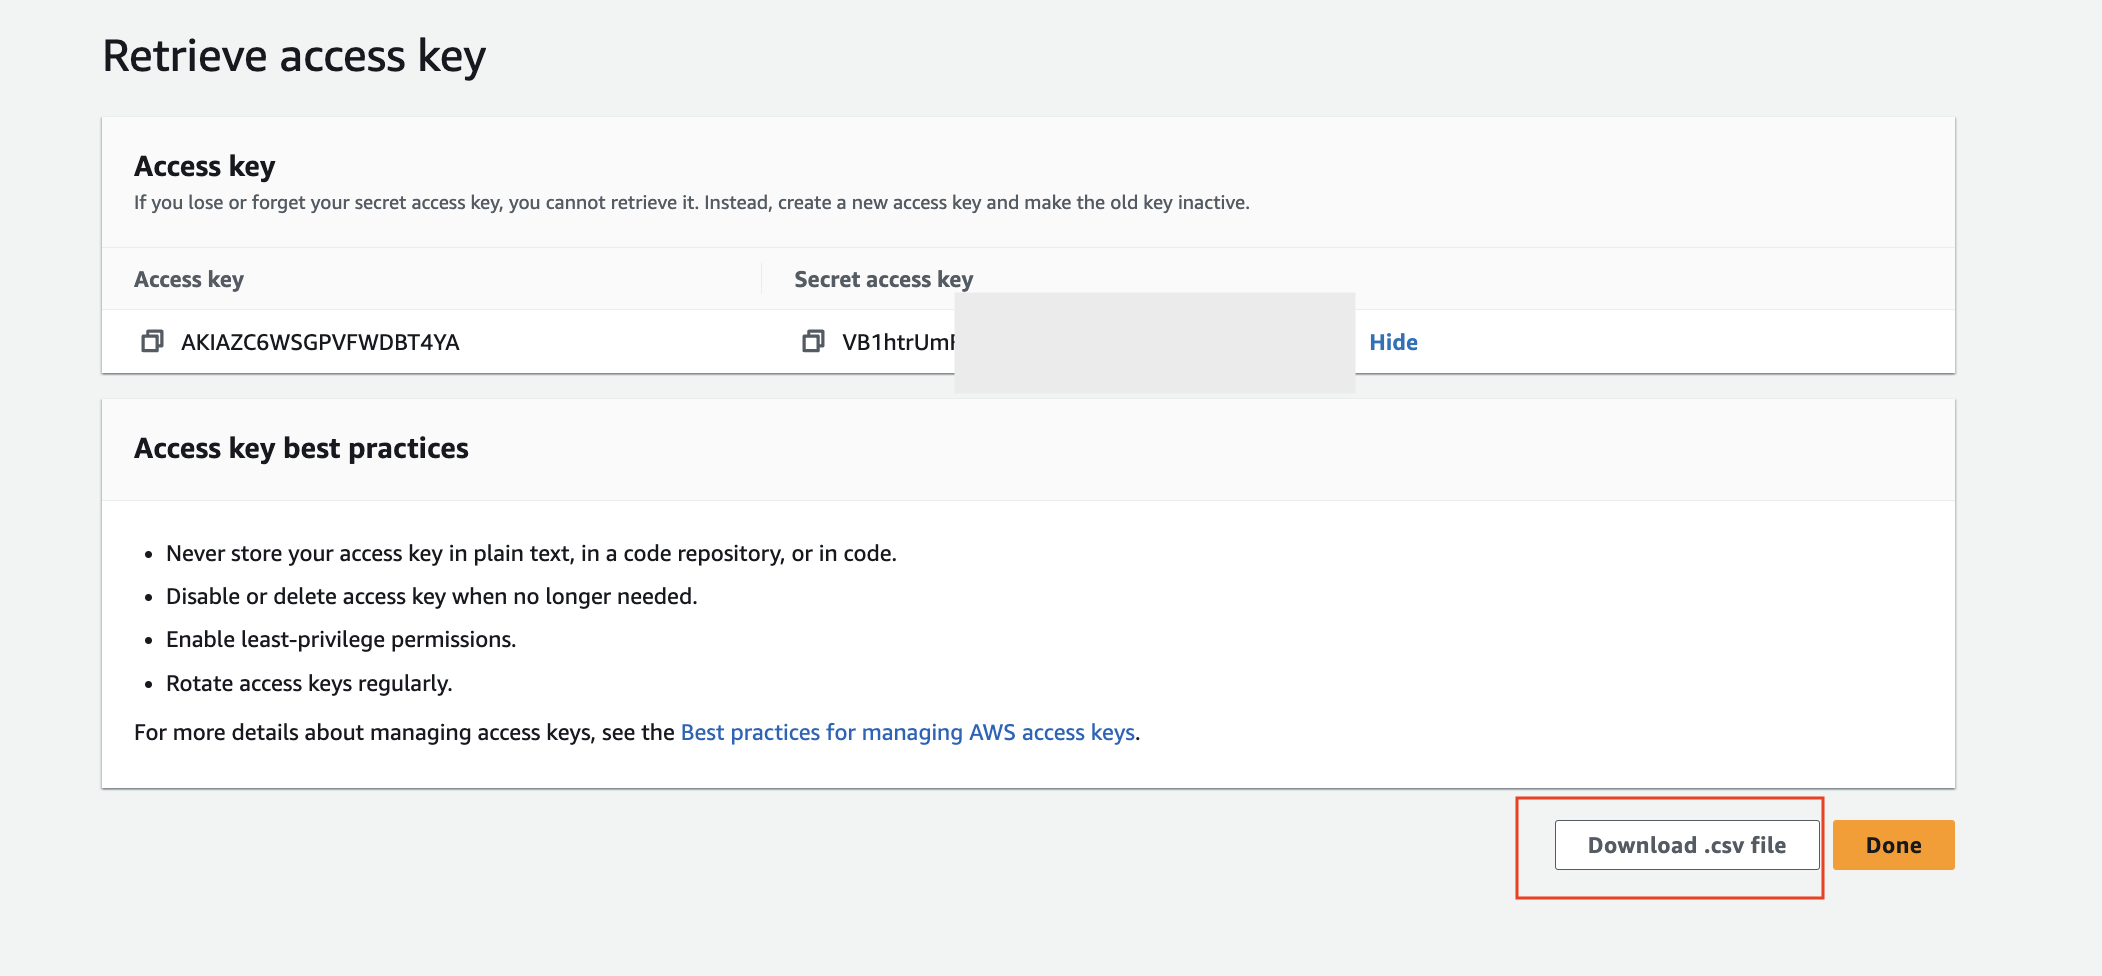 Retrieve access key
Access key
If you lose or forget your secret access key, you cannot retrieve it. Instead, create a new access key and make the old key inactive.
Access key Secret access key
AKIAZC6WSGPVFWDBT4YA VB1htrUm Hide
Access key best practices
• Never store your access key in plain text, in a code repository, or in code.
• Disable or delete access key when no longer needed.
• Enable least-privilege permissions.
• Rotate access keys regularly.
For more details about managing access keys, see the Best practices for managing AWS access keys.
Download .csv file Done